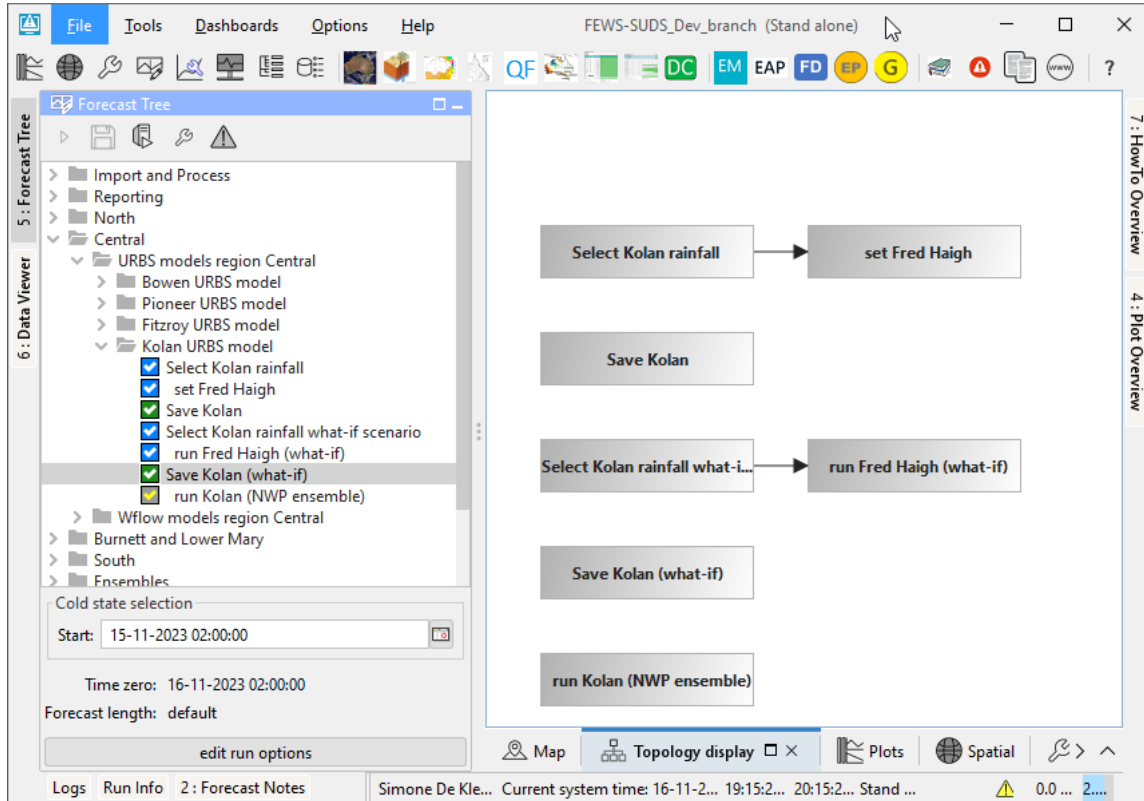 File Tools Dashboards Options Help FEWS-SUDS_Dev_branch (Stand alone)
QF DC EM EAP FD EP G www ?
Forecast Tree
5 : Forecast Tree
6 : Data Viewer
Import and Process
Reporting
North
Central
URBS models region Central
Bowen URBS model
Pioneer URBS model
Fitzroy URBS model
Kolan URBS model
Select Kolan rainfall
set Fred Haigh
Save Kolan
Select Kolan rainfall what-if scenario
run Fred Haigh (what-if)
Save Kolan (what-if)
run Kolan (NWP ensemble)
Wflow models region Central
Burnett and Lower Mary
South
Ensembles
Cold state selection
Start: 15-11-2023 02:00:00
Time zero: 16-11-2023 02:00:00
Forecast length: default
edit run options
Select Kolan rainfall
set Fred Haigh
Save Kolan
Select Kolan rainfall what-i...
run Fred Haigh (what-if)
Save Kolan (what-if)
run Kolan (NWP ensemble)
7 : HowTo Overview
4 : Plot Overview
Map Topology display Plots Spatial
Logs Run Info 2 : Forecast Notes Simone De Kle... Current system time: 16-11-2... 19:15:2... 20:15:2... Stand ... 0.0 ... 2....